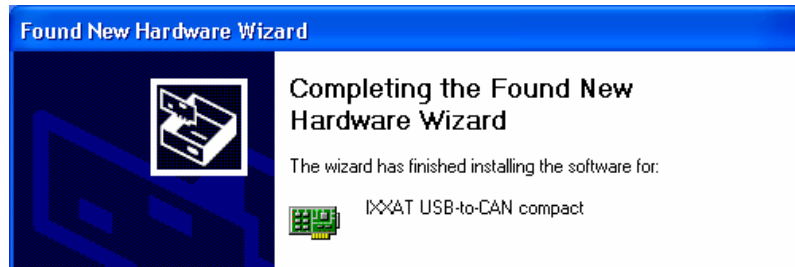 Found New Hardware Wizard
Completing the Found New
Hardware Wizard
The wizard has finished installing the software for:
IXXAT USB-to-CAN compact